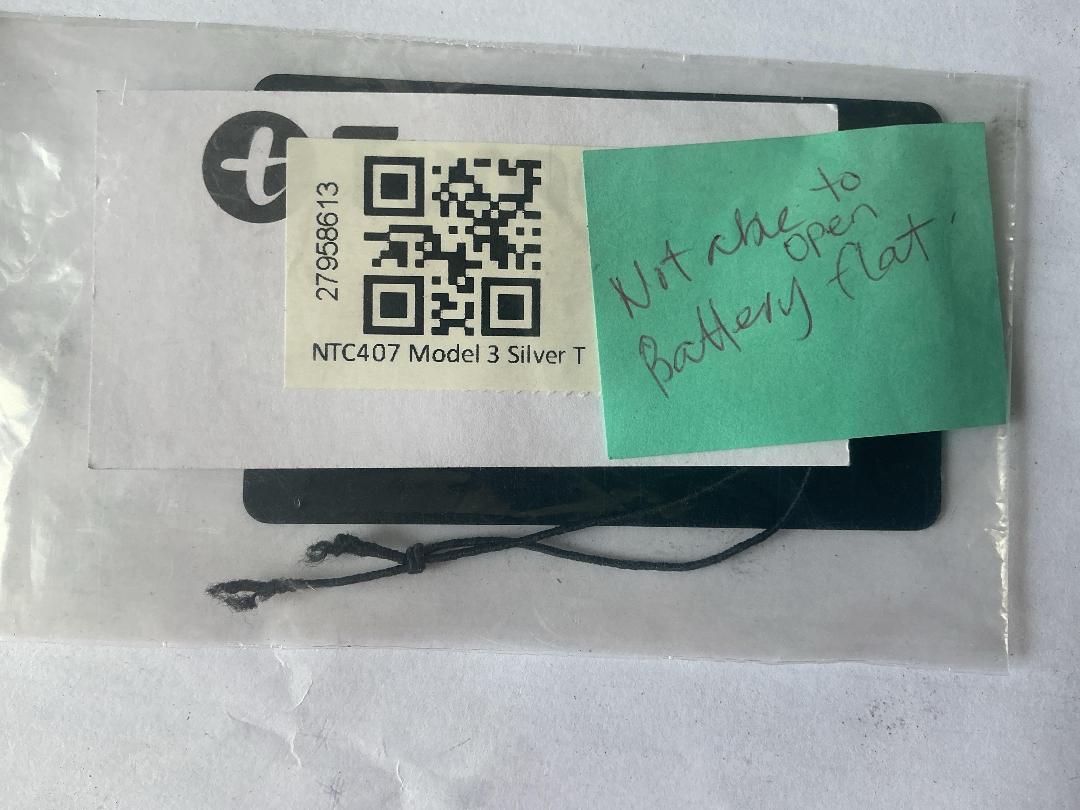 t
27958613
NTC407 Model 3 Silver T
Not able to
open
Battery flat.